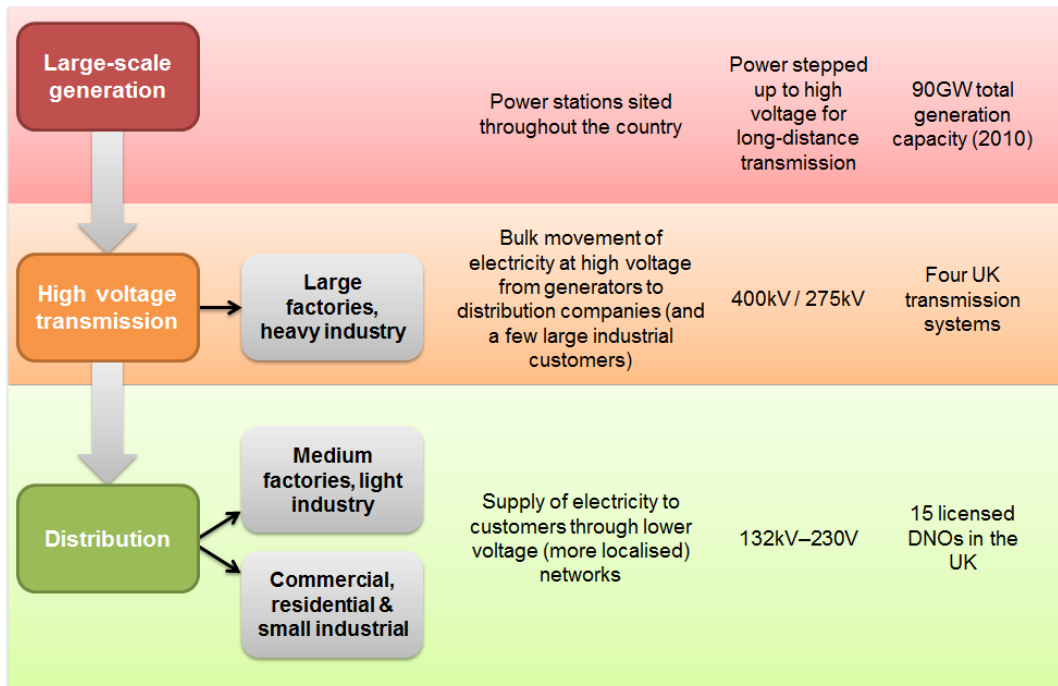 Large-scale
generation
Power stations sited
throughout the country
Power stepped
up to high
voltage for
long-distance
transmission
90GW total
generation
capacity (2010)
High voltage
transmission
Large
factories,
heavy industry
Bulk movement of
electricity at high voltage
from generators to
distribution companies (and
a few large industrial
customers)
400kV / 275kV
Four UK
transmission
systems
Distribution
Medium
factories, light
industry
Commercial,
residential &
small industrial
Supply of electricity to
customers through lower
voltage (more localised)
networks
132kV–230V
15 licensed
DNOs in the
UK